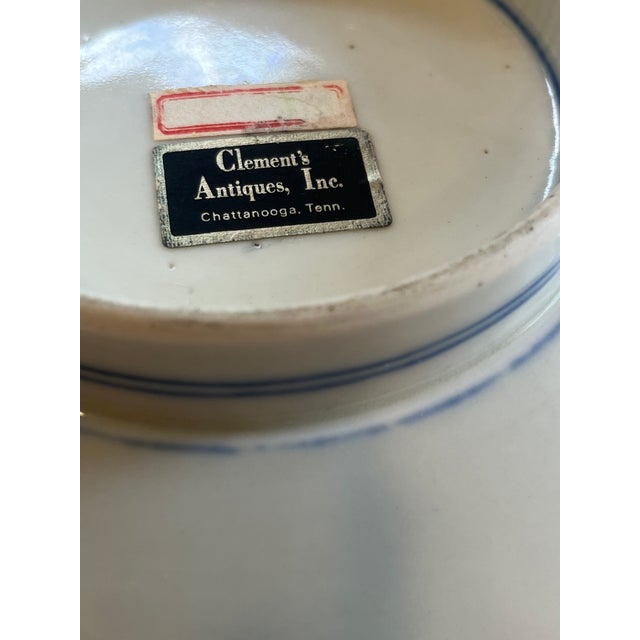 Clement's
Antiques, Inc.
Chattanooga, Tenn.